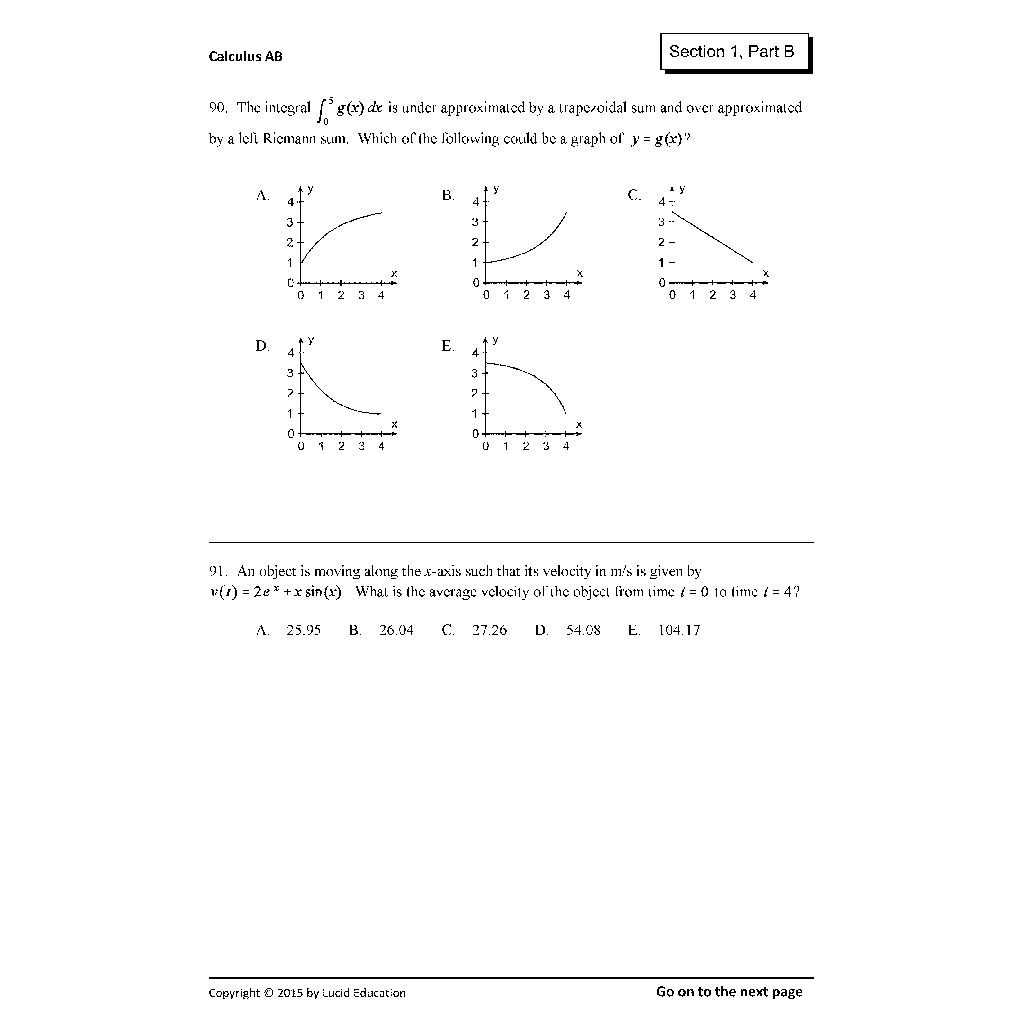 Calculus AB
Section 1, Part B
90. The integral ∫₀⁵ g(x) dx is under approximated by a trapezoidal sum and over approximated
by a left Riemann sum. Which of the following could be a graph of y = g(x)?
A. y 4 3 2 1 0 x 0 1 2 3 4
B. y 4 3 2 1 0 x 0 1 2 3 4
C. y 4 3 2 1 0 x 0 1 2 3 4
D. y 4 3 2 1 0 x 0 1 2 3 4
E. y 4 3 2 1 0 x 0 1 2 3 4
91. An object is moving along the x-axis such that its velocity in m/s is given by
v(t) = 2eˣ + x sin(x) What is the average velocity of the object from time t = 0 to time t = 4?
A. 25.95 B. 26.04 C. 27.26 D. 54.08 E. 104.17
Copyright © 2015 by Lucid Education
Go on to the next page